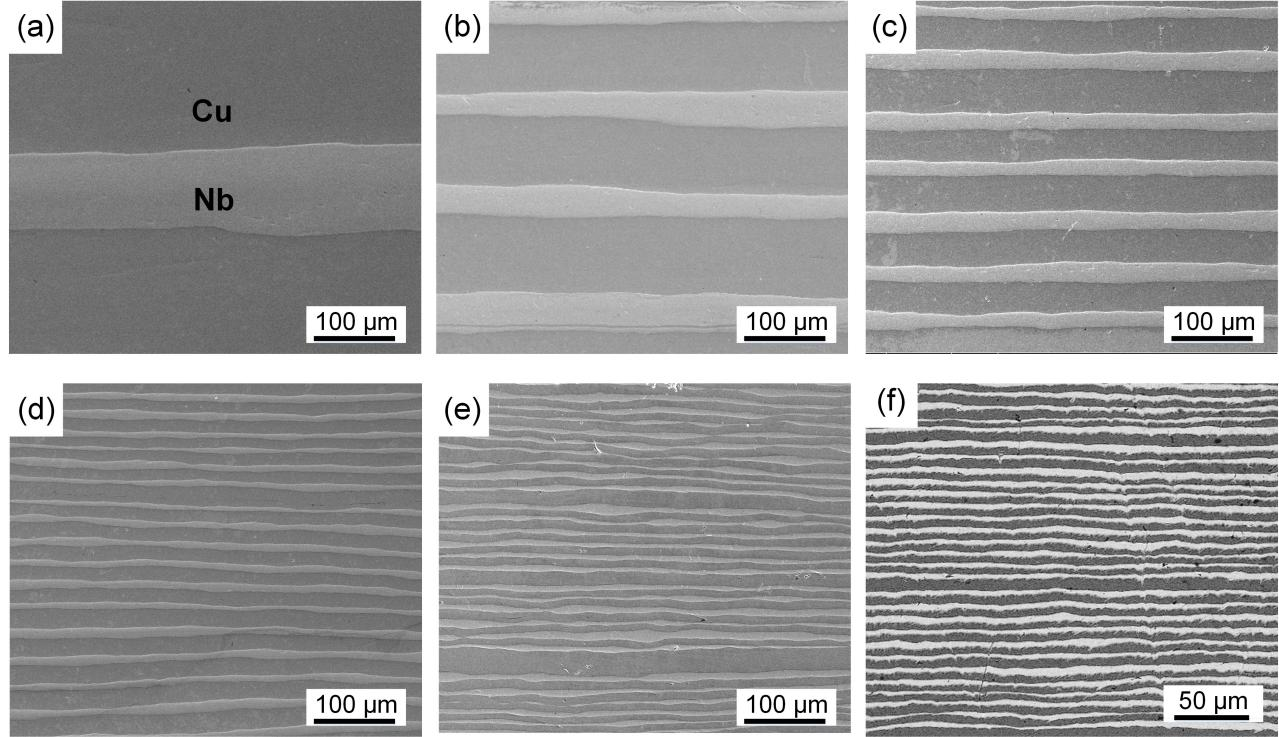 (a)
Cu
Nb
100 µm
(b)
100 µm
(c)
100 µm
(d)
100 µm
(e)
100 µm
(f)
50 µm